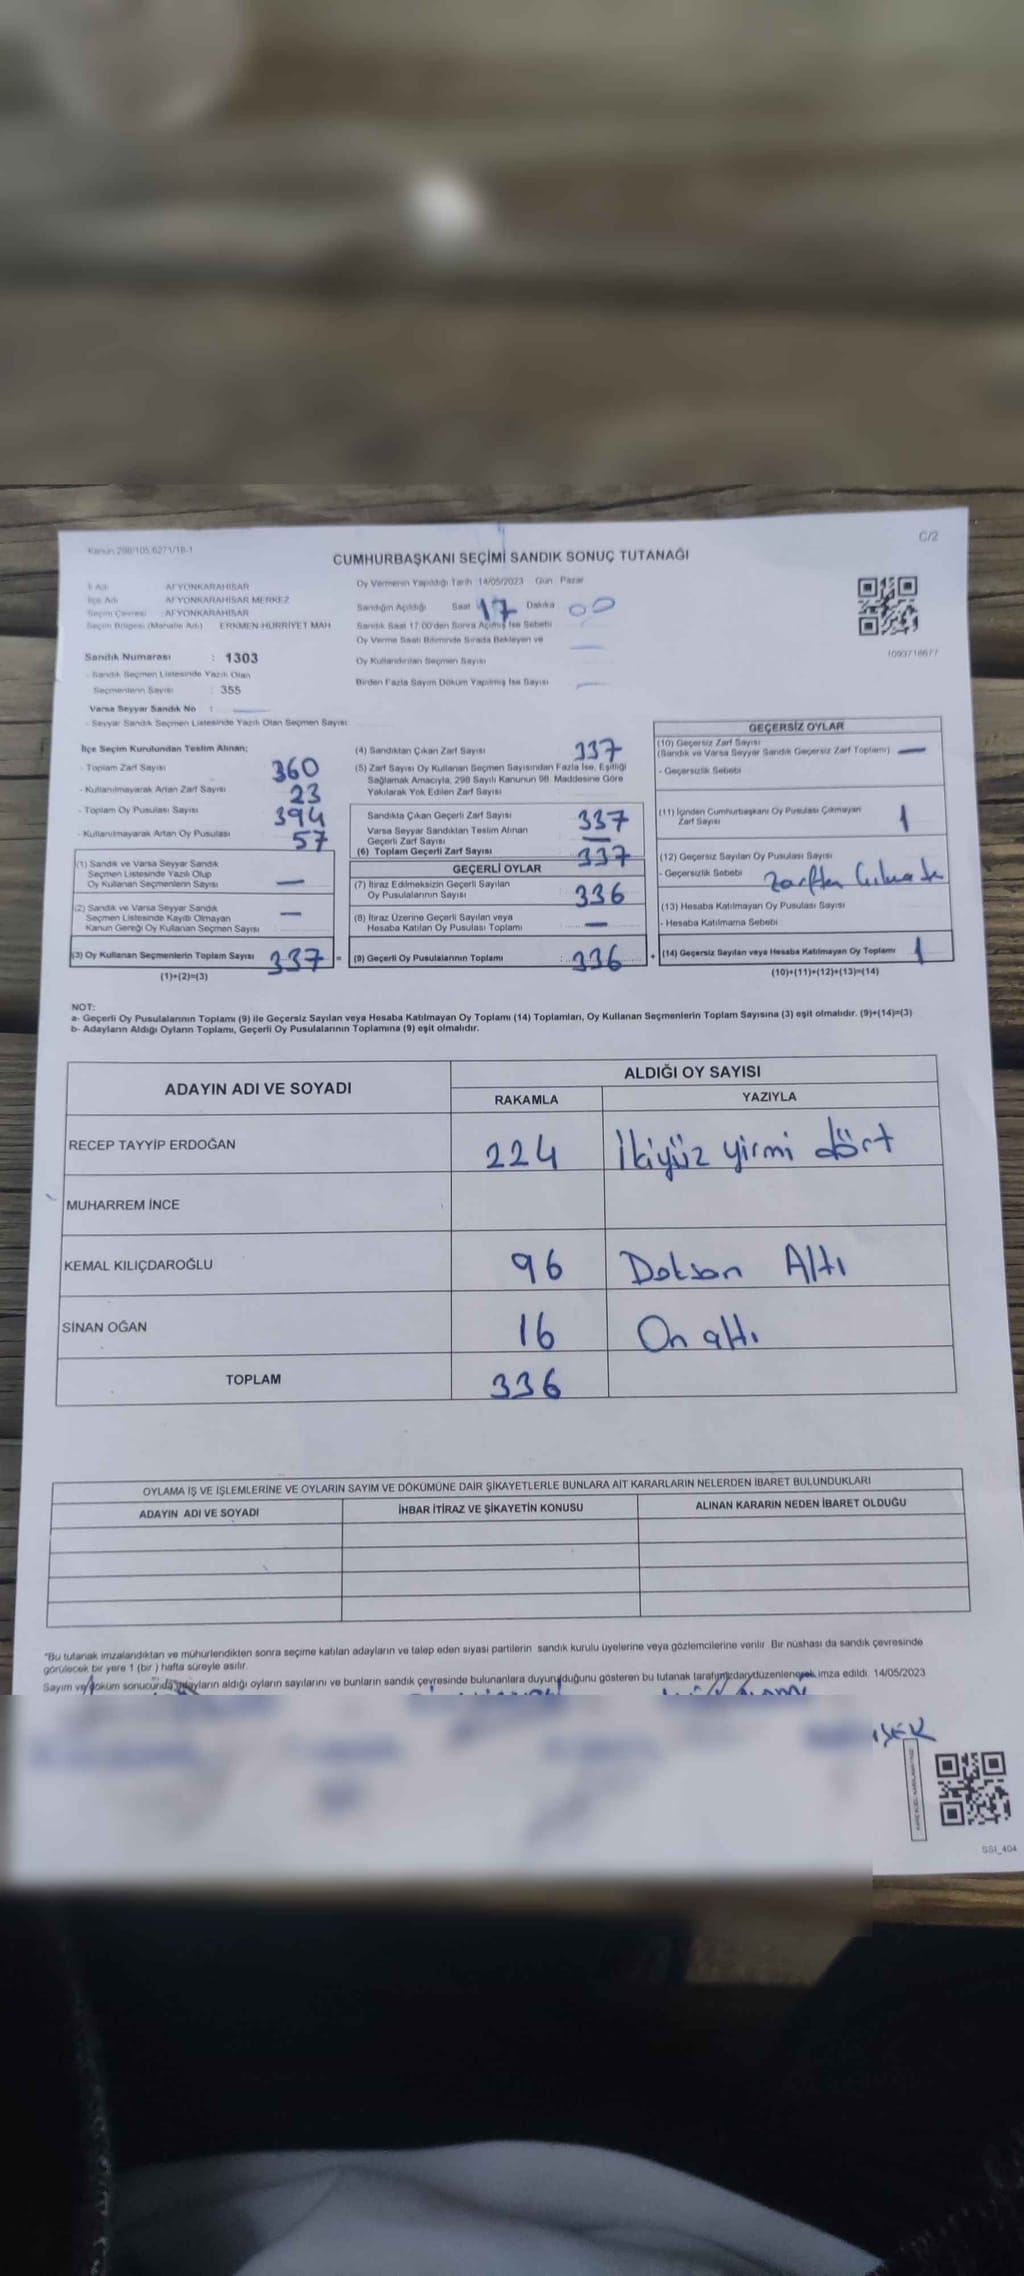 Kanun 298/105,6271/18-1
C/2
CUMHURBAŞKANI SEÇİMİ SANDIK SONUÇ TUTANAĞI
İl Adı : AFYONKARAHİSAR
İlçe Adı : AFYONKARAHİSAR MERKEZ
Seçim Çevresi : AFYONKARAHİSAR
Seçim Bölgesi (Mahalle Adı) : ERKMEN-HÜRRİYET MAH
Sandık Numarası : 1303
- Sandık Seçmen Listesinde Yazılı Olan
Seçmenlerin Sayısı : 355
Varsa Seyyar Sandık No : —
- Seyyar Sandık Seçmen Listesinde Yazılı Olan Seçmen Sayısı
Oy Vermenin Yapıldığı Tarih : 14/05/2023 Gün : Pazar
Sandığın Açıldığı Saat 17 Dakika 00
Sandık Saat 17.00'den Sonra Açılmış İse Sebebi
Oy Verme Saati Bitiminde Sırada Bekleyen ve —
Oy Kullandırılan Seçmen Sayısı
Birden Fazla Sayım Döküm Yapılmış İse Sayısı —
1093718677
İlçe Seçim Kurulundan Teslim Alınan;
- Toplam Zarf Sayısı 360
- Kullanılmayarak Artan Zarf Sayısı 23
- Toplam Oy Pusulası Sayısı 394
- Kullanılmayarak Artan Oy Pusulası 57
(1) Sandık ve Varsa Seyyar Sandık
Seçmen Listesinde Yazılı Olup
Oy Kullanan Seçmenlerin Sayısı —
(2) Sandık ve Varsa Seyyar Sandık
Seçmen Listesinde Kayıtlı Olmayan
Kanun Gereği Oy Kullanan Seçmen Sayısı —
(3) Oy Kullanan Seçmenlerin Toplam Sayısı 337 =
(1)+(2)=(3)
(4) Sandıktan Çıkan Zarf Sayısı 337
(5) Zarf Sayısı Oy Kullanan Seçmen Sayısından Fazla İse, Eşitliği
Sağlamak Amacıyla, 298 Sayılı Kanunun 98. Maddesine Göre
Yakılarak Yok Edilen Zarf Sayısı
Sandıkta Çıkan Geçerli Zarf Sayısı 337
Varsa Seyyar Sandıktan Teslim Alınan
Geçerli Zarf Sayısı —
(6) Toplam Geçerli Zarf Sayısı 337
GEÇERLİ OYLAR
(7) İtiraz Edilmeksizin Geçerli Sayılan
Oy Pusulalarının Sayısı 336
(8) İtiraz Üzerine Geçerli Sayılan veya
Hesaba Katılan Oy Pusulası Toplamı —
(9) Geçerli Oy Pusulalarının Toplamı : 336 +
GEÇERSİZ OYLAR
(10) Geçersiz Zarf Sayısı
(Sandık ve Varsa Seyyar Sandık Geçersiz Zarf Toplamı) —
- Geçersizlik Sebebi
(11) İçinden Cumhurbaşkanı Oy Pusulası Çıkmayan
Zarf Sayısı 1
(12) Geçersiz Sayılan Oy Pusulası Sayısı
- Geçersizlik Sebebi zarftan
(13) Hesaba Katılmayan Oy Pusulası Sayısı
- Hesaba Katılmama Sebebi
(14) Geçersiz Sayılan veya Hesaba Katılmayan Oy Toplamı 1
(10)+(11)+(12)+(13)=(14)
NOT:
a- Geçerli Oy Pusulalarının Toplamı (9) ile Geçersiz Sayılan veya Hesaba Katılmayan Oy Toplamı (14) Toplamları, Oy Kullanan Seçmenlerin Toplam Sayısına (3) eşit olmalıdır. (9)+(14)=(3)
b- Adayların Aldığı Oyların Toplamı, Geçerli Oy Pusulalarının Toplamına (9) eşit olmalıdır.
ADAYIN ADI VE SOYADI
ALDIĞI OY SAYISI
RAKAMLA YAZIYLA
RECEP TAYYİP ERDOĞAN 224 İkiyüz yirmi dört
MUHARREM İNCE
KEMAL KILIÇDAROĞLU 96 Doksan Altı
SİNAN OĞAN 16 On altı
TOPLAM 336
OYLAMA İŞ VE İŞLEMLERİNE VE OYLARIN SAYIM VE DÖKÜMÜNE DAİR ŞİKAYETLERLE BUNLARA AİT KARARLARIN NELERDEN İBARET BULUNDUKLARI
ADAYIN ADI VE SOYADI İHBAR İTİRAZ VE ŞİKAYETİN KONUSU ALINAN KARARIN NEDEN İBARET OLDUĞU
*Bu tutanak imzalandıktan ve mühürlendikten sonra seçime katılan adayların ve talep eden siyasi partilerin sandık kurulu üyelerine veya gözlemcilerine verilir. Bir nüshası da sandık çevresinde
görülecek bir yere 1 (bir) hafta süreyle asılır.
Sayım ve döküm sonucunda adayların aldığı oyların sayılarını ve bunların sandık çevresinde bulunanlara duyurulduğunu gösteren bu tutanak tarafımızdan düzenlenerek imza edildi. 14/05/2023
SSI_404